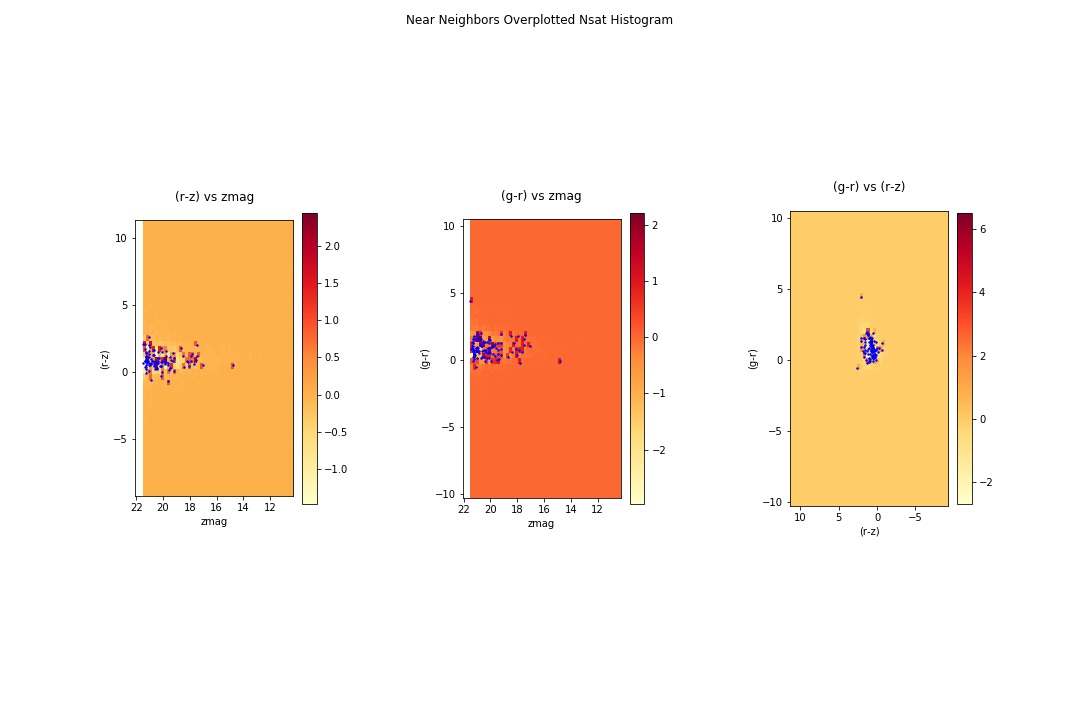 Near Neighbors Overplotted Nsat Histogram
(r-z) vs zmag
10
5
0
−5
(r-z)
22 20 18 16 14 12
zmag
2.0
1.5
1.0
0.5
0.0
−0.5
−1.0
(g-r) vs zmag
10
5
0
−5
−10
(g-r)
22 20 18 16 14 12
zmag
2
1
0
−1
−2
(g-r) vs (r-z)
10
5
0
−5
−10
(g-r)
10 5 0 −5
(r-z)
6
4
2
0
−2